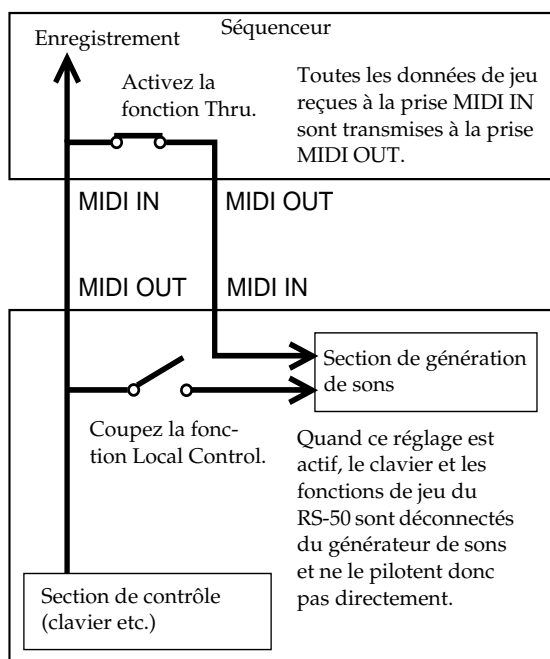 Séquenceur
Enregistrement
Activez la
fonction Thru.
Toutes les données de jeu
reçues à la prise MIDI IN
sont transmises à la prise
MIDI OUT.
MIDI IN
MIDI OUT
MIDI OUT
MIDI IN
Section de génération
de sons
Coupez la fonc-
tion Local Control.
Quand ce réglage est
actif, le clavier et les
fonctions de jeu du
RS-50 sont déconnectés
du générateur de sons
et ne le pilotent donc
pas directement.
Section de contrôle
(clavier etc.)